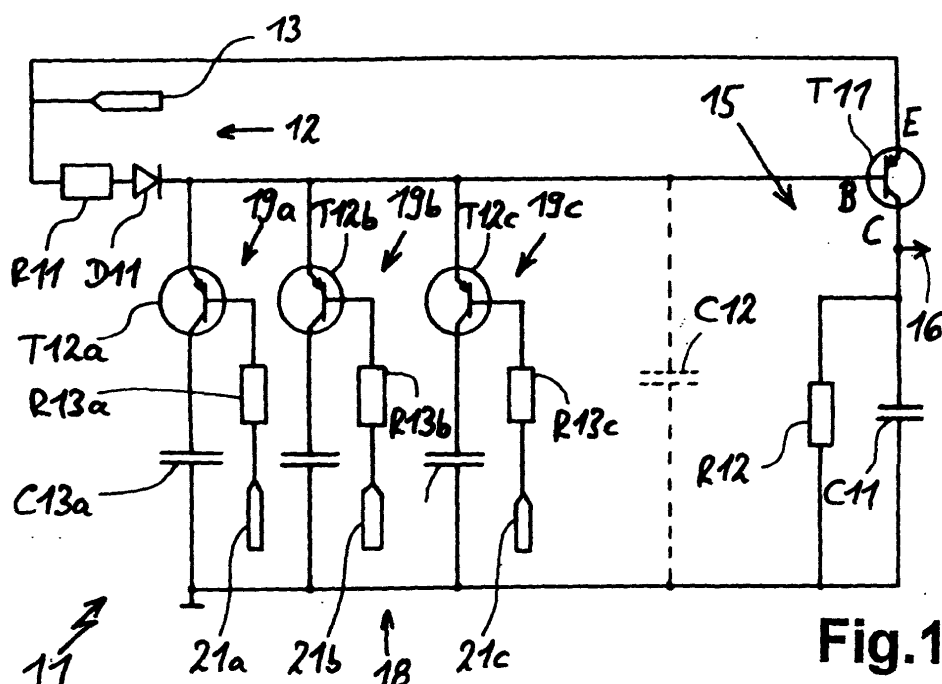 13
12
15
T11
E
B
C
R11
D11
19a
T12b
19b
T12c
19c
C12
16
T12a
R13a
R13b
R13c
R12
C11
C13a
21a
21b
18
21c
11
Fig.1